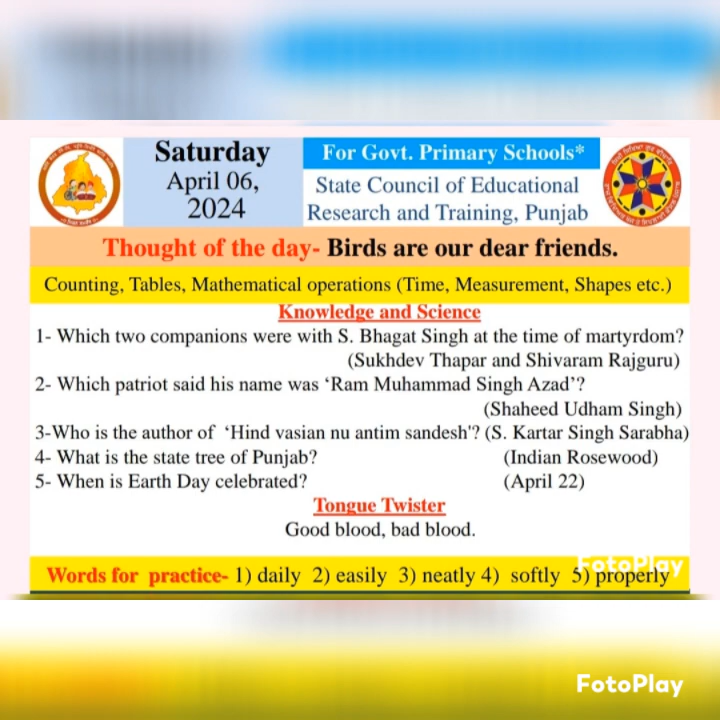 Saturday
April 06,
2024
For Govt. Primary Schools*
State Council of Educational
Research and Training, Punjab
Thought of the day- Birds are our dear friends.
Counting, Tables, Mathematical operations (Time, Measurement, Shapes etc.)
Knowledge and Science
1- Which two companions were with S. Bhagat Singh at the time of martyrdom?
(Sukhdev Thapar and Shivaram Rajguru)
2- Which patriot said his name was ‘Ram Muhammad Singh Azad’?
(Shaheed Udham Singh)
3-Who is the author of ‘Hind vasian nu antim sandesh'? (S. Kartar Singh Sarabha)
4- What is the state tree of Punjab? (Indian Rosewood)
5- When is Earth Day celebrated? (April 22)
Tongue Twister
Good blood, bad blood.
FotoPlay
Words for practice- 1) daily 2) easily 3) neatly 4) softly 5) properly
FotoPlay